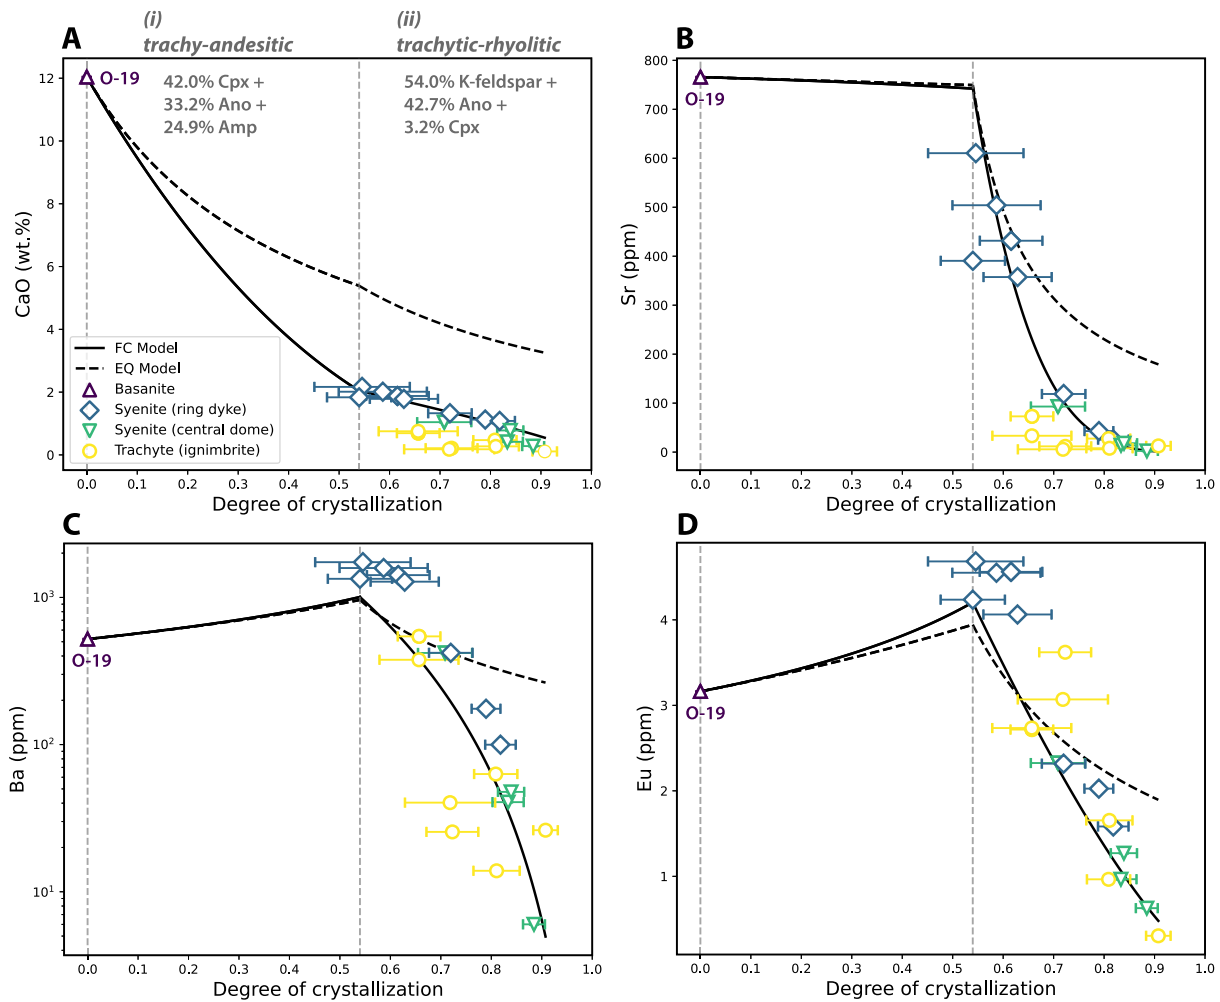 A
(i)
trachy-andesitic
(ii)
trachytic-rhyolitic
42.0% Cpx +
33.2% Ano +
24.9% Amp
54.0% K-feldspar +
42.7% Ano +
3.2% Cpx
O-19
CaO (wt.%)
12
10
8
6
4
2
0
FC Model
EQ Model
Basanite
Syenite (ring dyke)
Syenite (central dome)
Trachyte (ignimbrite)
0.0 0.1 0.2 0.3 0.4 0.5 0.6 0.7 0.8 0.9 1.0
Degree of crystallization
B
O-19
Sr (ppm)
800
700
600
500
400
300
200
100
0
0.0 0.1 0.2 0.3 0.4 0.5 0.6 0.7 0.8 0.9 1.0
Degree of crystallization
C
O-19
Ba (ppm)
10³
10²
10¹
0.0 0.1 0.2 0.3 0.4 0.5 0.6 0.7 0.8 0.9 1.0
Degree of crystallization
D
O-19
Eu (ppm)
4
3
2
1
0.0 0.1 0.2 0.3 0.4 0.5 0.6 0.7 0.8 0.9 1.0
Degree of crystallization